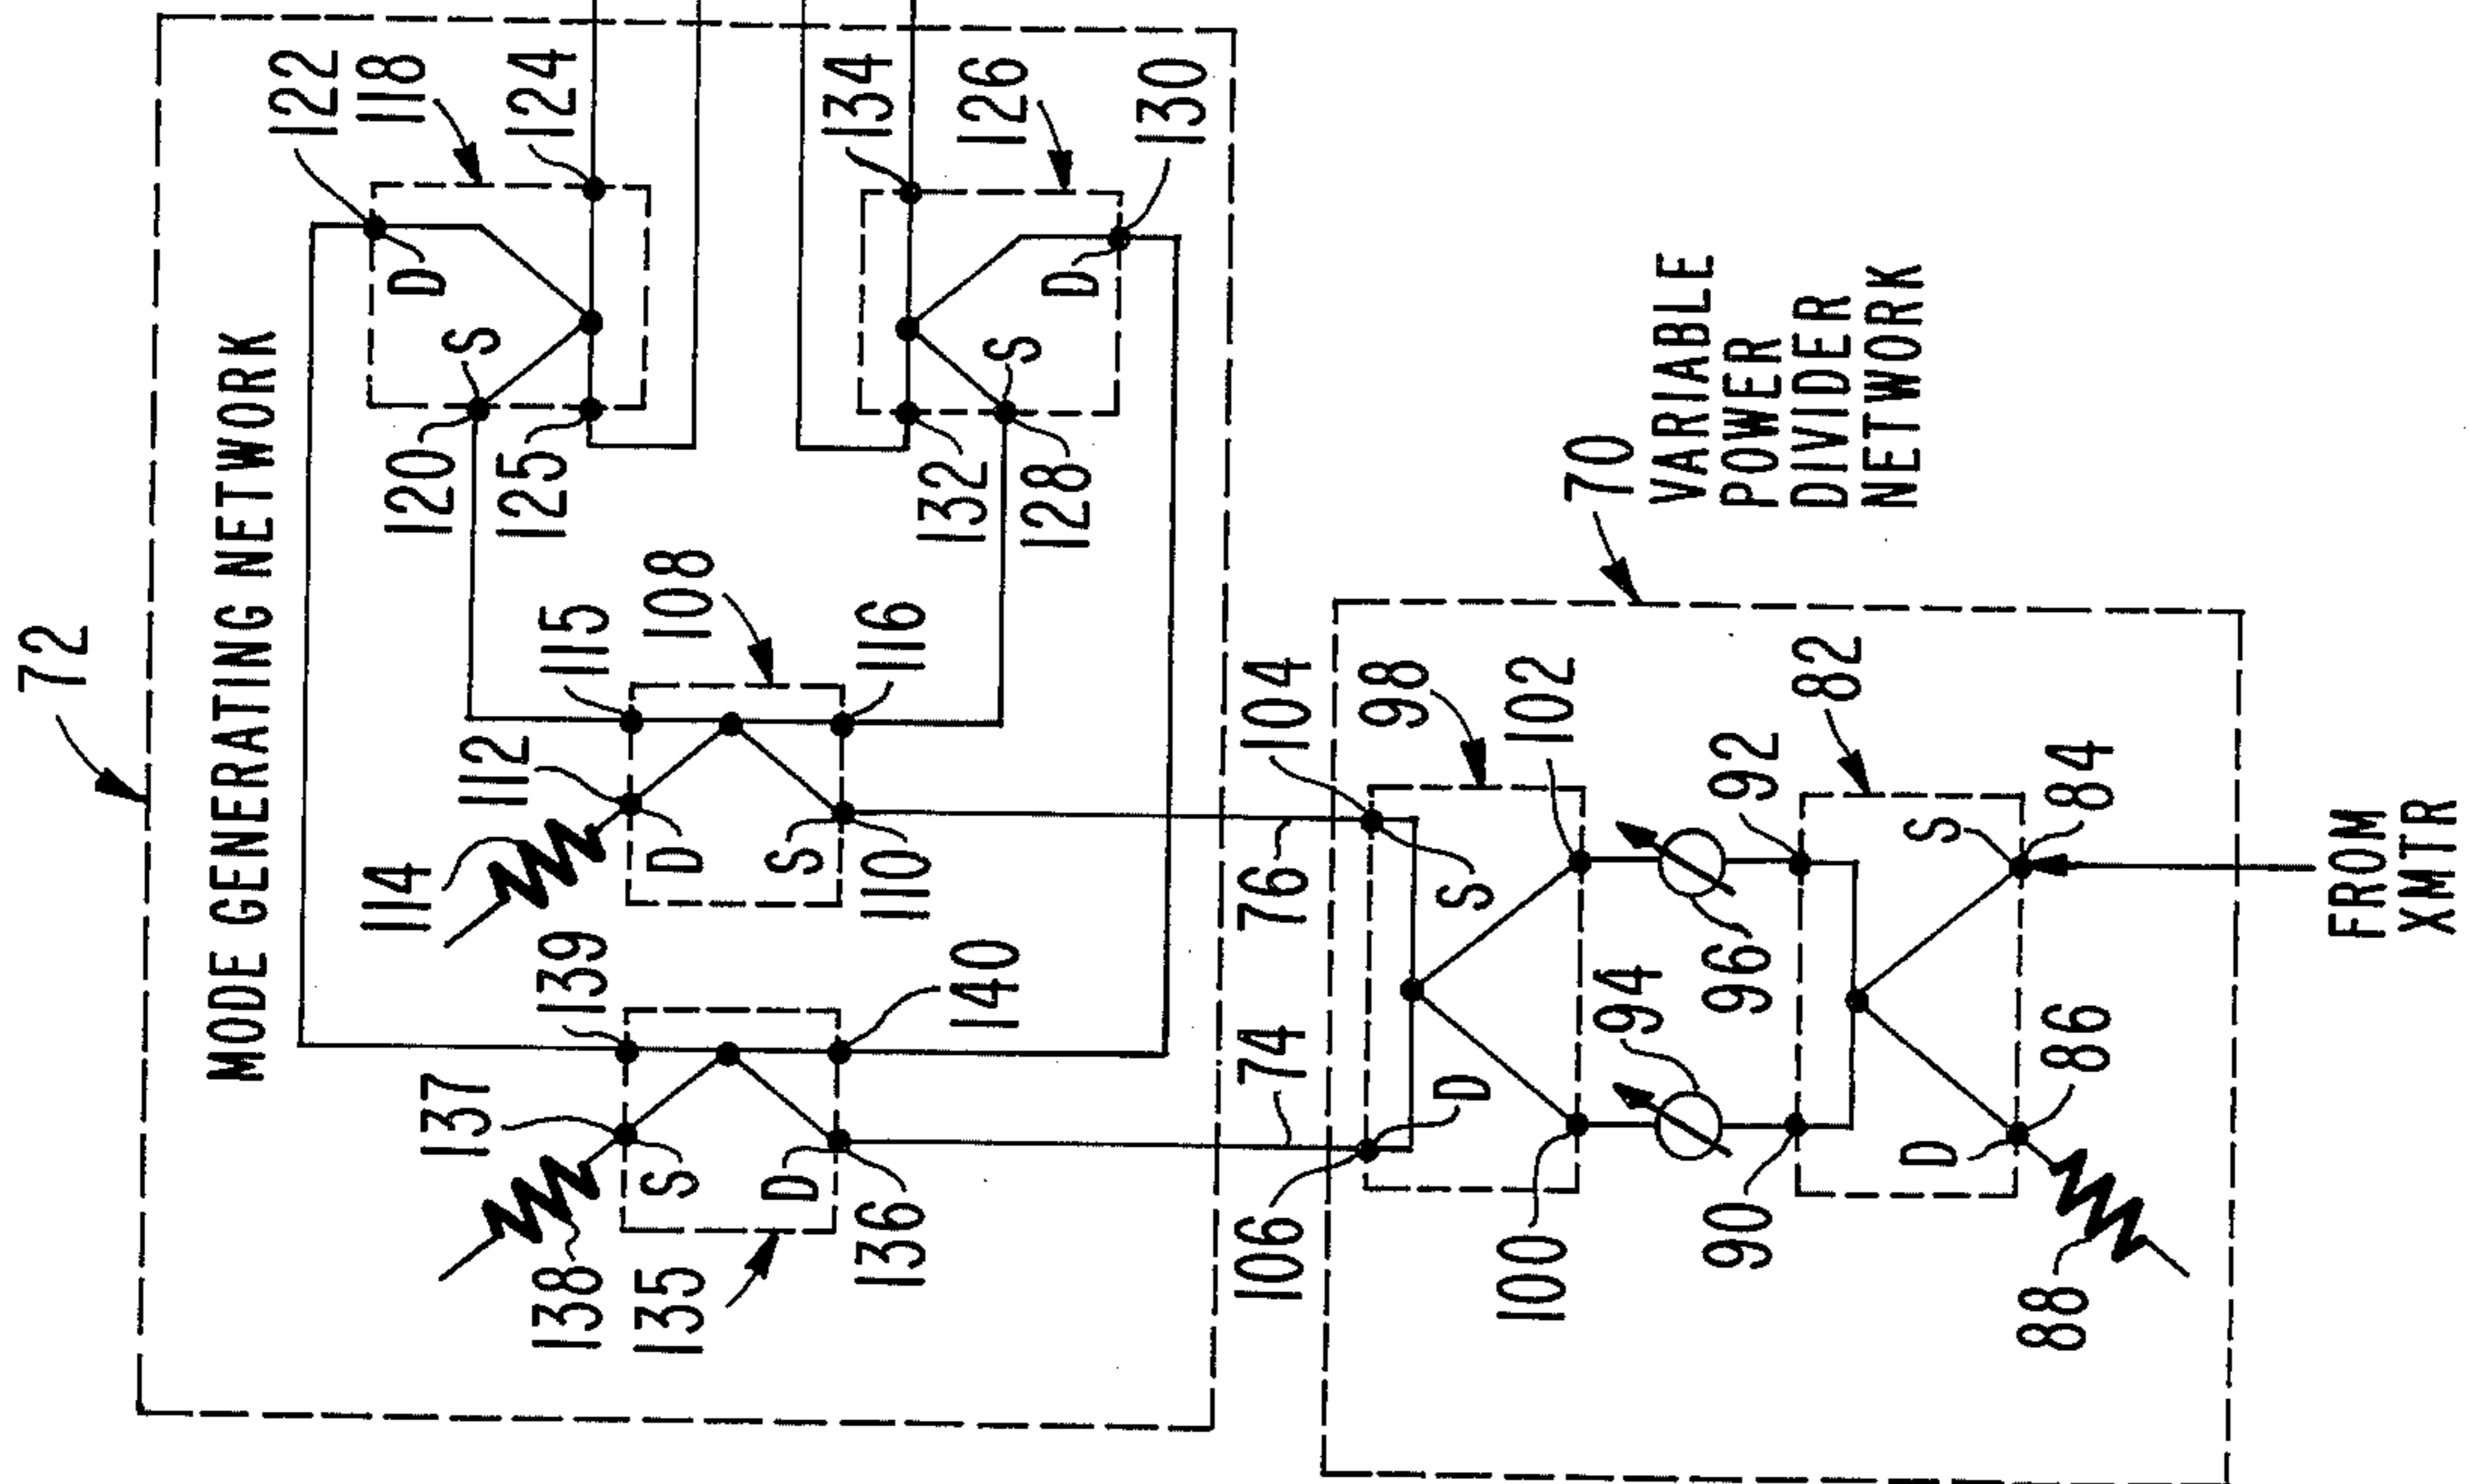 72
MODE GENERATING NETWORK
122
118
124
D
S
120
125
134
126
130
D
S
132
128
115
108
116
112
114
D
S
110
139
140
137
138
135
S
D
136
76
74
104
98
102
S
D
106
100
94
96
92
82
84
S
90
D
86
88
70
VARIABLE
POWER
DIVIDER
NETWORK
FROM
XMTR